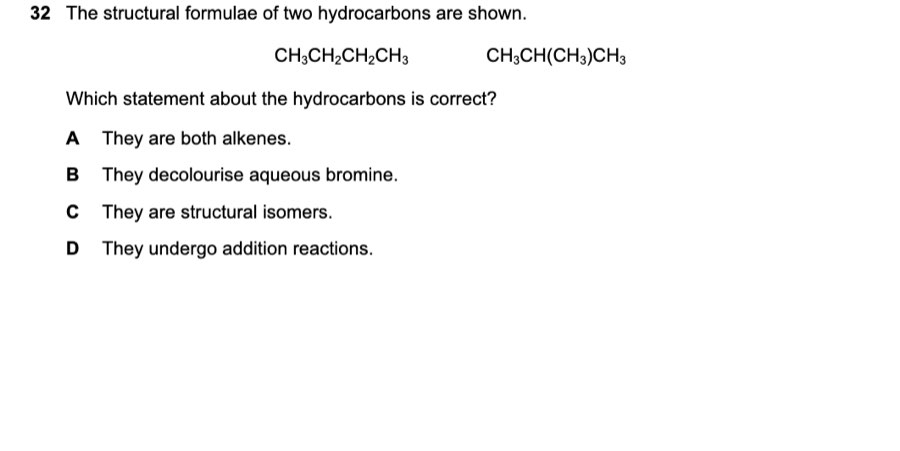 32 The structural formulae of two hydrocarbons are shown.
CH₃CH₂CH₂CH₃ CH₃CH(CH₃)CH₃
Which statement about the hydrocarbons is correct?
A They are both alkenes.
B They decolourise aqueous bromine.
C They are structural isomers.
D They undergo addition reactions.